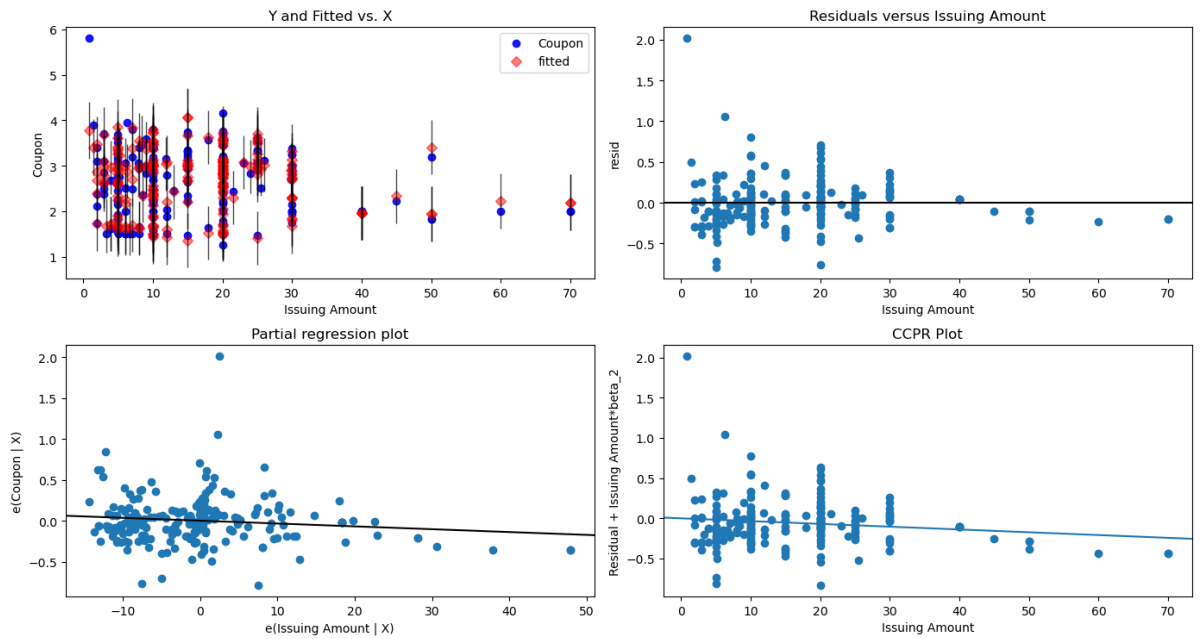 Y and Fitted vs. X
6
5
4
3
2
1
Coupon
Coupon
fitted
0 10 20 30 40 50 60 70
Issuing Amount
Residuals versus Issuing Amount
2.0
1.5
1.0
0.5
0.0
−0.5
resid
0 10 20 30 40 50 60 70
Issuing Amount
Partial regression plot
2.0
1.5
1.0
0.5
0.0
−0.5
e(Coupon | X)
−10 0 10 20 30 40 50
e(Issuing Amount | X)
CCPR Plot
2.0
1.5
1.0
0.5
0.0
−0.5
Residual + Issuing Amount*beta_2
0 10 20 30 40 50 60 70
Issuing Amount